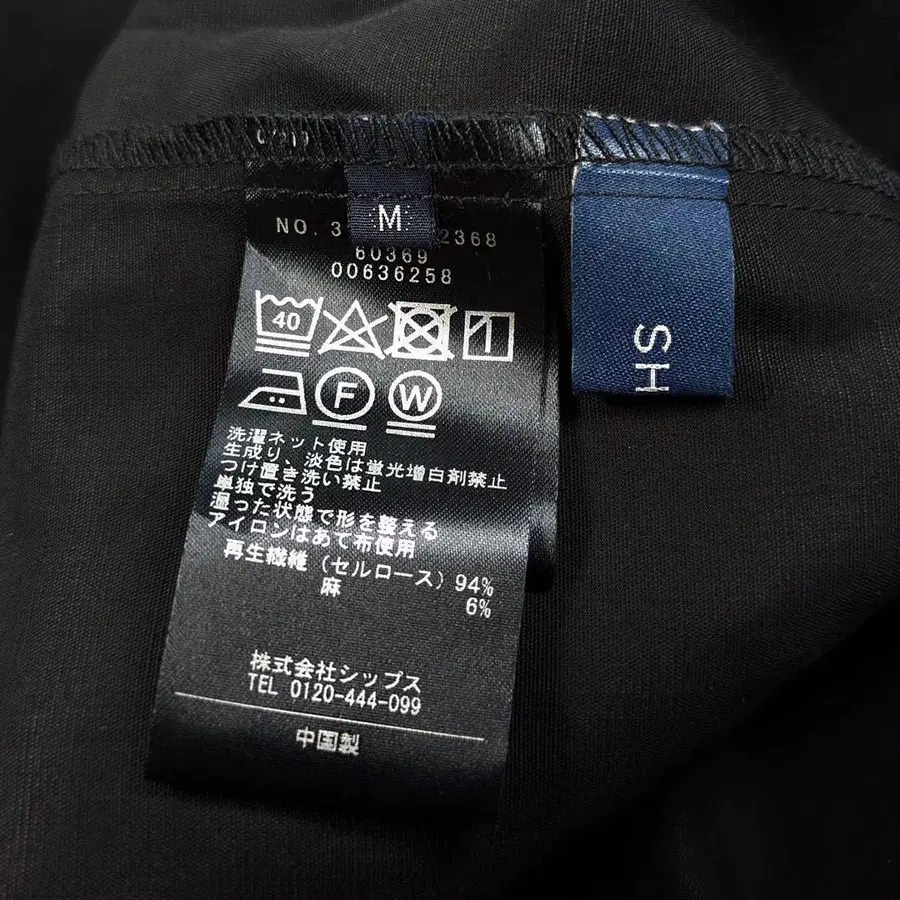 M
NO. 3 2368
60369
00636258
40
F W
洗濯ネット使用
生成り、淡色は蛍光増白剤禁止
つけ置き洗い禁止
単独で洗う
湿った状態で形を整える
アイロンはあて布使用
再生繊維(セルロース) 94%
麻 6%
株式会社シップス
TEL 0120-444-099
中国製
SH